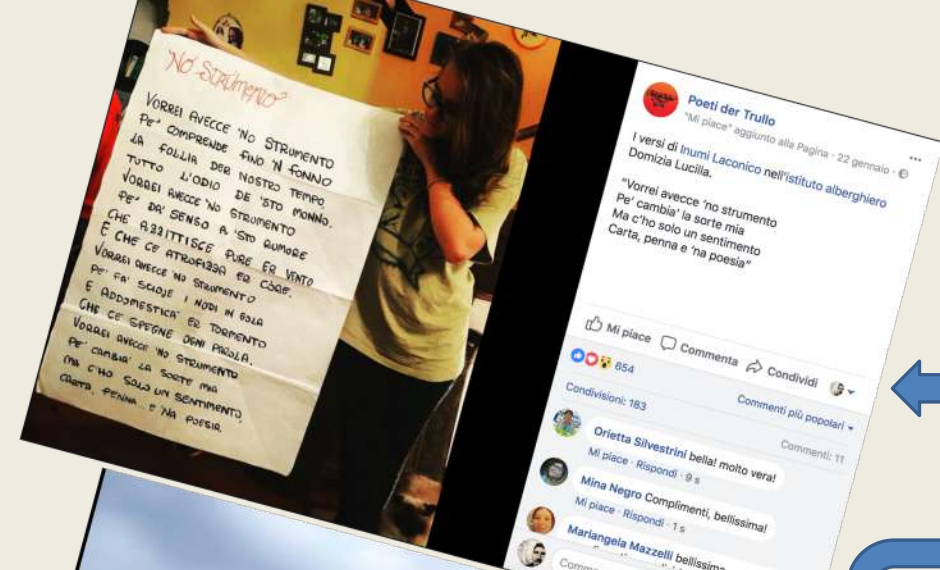 'NO STRUMENTO
VORREI AVECCE 'NO STRUMENTO
PE' COMPRENDE FINO 'N FONNO
LA FOLLIA DER NOSTRO TEMPO
TUTTO L'ODIO DE 'STO MONNO.
VORREI AVECCE 'NO STRUMENTO
PE' DA' SENSO A 'STO RUMORE
CHE AZZITTISCE PURE ER VENTO
E CHE CE ATROFIZZA ER CÒRE.
VORREI AVECCE 'NO STRUMENTO
PE' FA' SCIOJE I NODI IN GOLA
E ADDOMESTICA' ER TORMENTO
CHE CE SPEGNE OGNI PAROLA.
VORREI AVECCE 'NO STRUMENTO
PE' CAMBIA' LA SORTE MIA
MA C'HO SOLO UN SENTIMENTO,
CARTA, PENNA... E 'NA POESIA.
Poeti der Trullo
"Mi piace" aggiunto alla Pagina · 22 gennaio ·
I versi di Inumi Laconico nell'istituto alberghiero
Domizia Lucilla.
"Vorrei avecce 'no strumento
Pe' cambia' la sorte mia
Ma c'ho solo un sentimento
Carta, penna e 'na poesia"
Mi piace Commenta Condividi
654
Commenti più popolari
Condivisioni: 183
Commenti: 11
Orietta Silvestrini bella! molto vera!
Mi piace · Rispondi · 9 s
Mina Negro Complimenti, bellissima!
Mi piace · Rispondi · 1 s
Mariangela Mazzelli bellissima